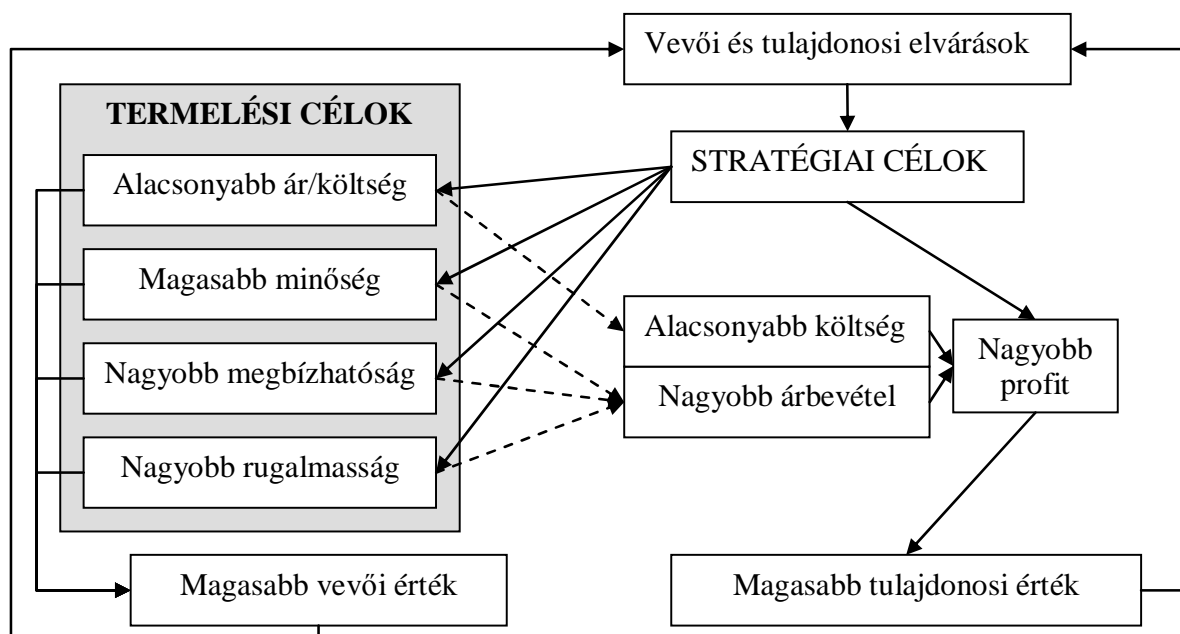 Vevői és tulajdonosi elvárások
TERMELÉSI CÉLOK
STRATÉGIAI CÉLOK
Alacsonyabb ár/költség
Magasabb minőség
Nagyobb megbízhatóság
Nagyobb rugalmasság
Alacsonyabb költség
Nagyobb árbevétel
Nagyobb
profit
Magasabb vevői érték
Magasabb tulajdonosi érték